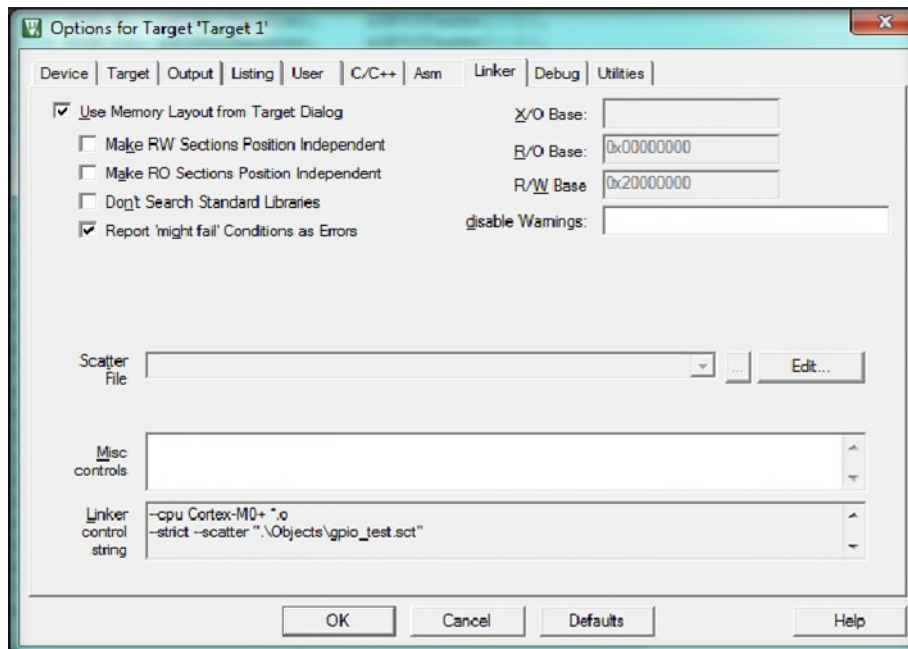 Options for Target 'Target 1'
Device Target Output Listing User C/C++ Asm Linker Debug Utilities
Use Memory Layout from Target Dialog
Make RW Sections Position Independent
Make RO Sections Position Independent
Don't Search Standard Libraries
Report 'might fail' Conditions as Errors
X/O Base:
R/O Base: 0x00000000
R/W Base 0x20000000
disable Warnings:
Scatter
File
...
Edit...
Misc
controls
Linker
control
string
--cpu Cortex-M0+ *.o
--strict --scatter ".\Objects\gpio_test.sct"
OK Cancel Defaults Help